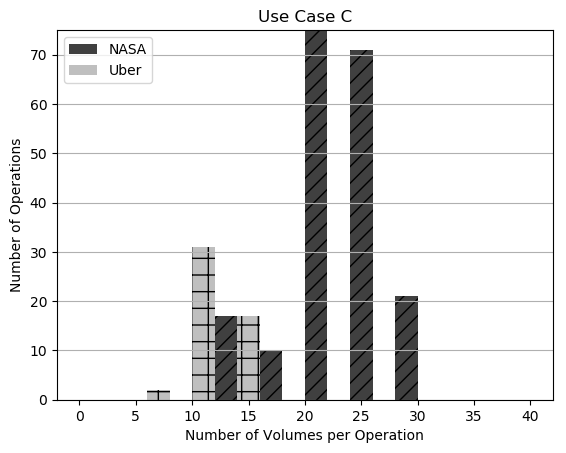 Use Case C
NASA
Uber
Number of Operations
70
60
50
40
30
20
10
0
0 5 10 15 20 25 30 35 40
Number of Volumes per Operation